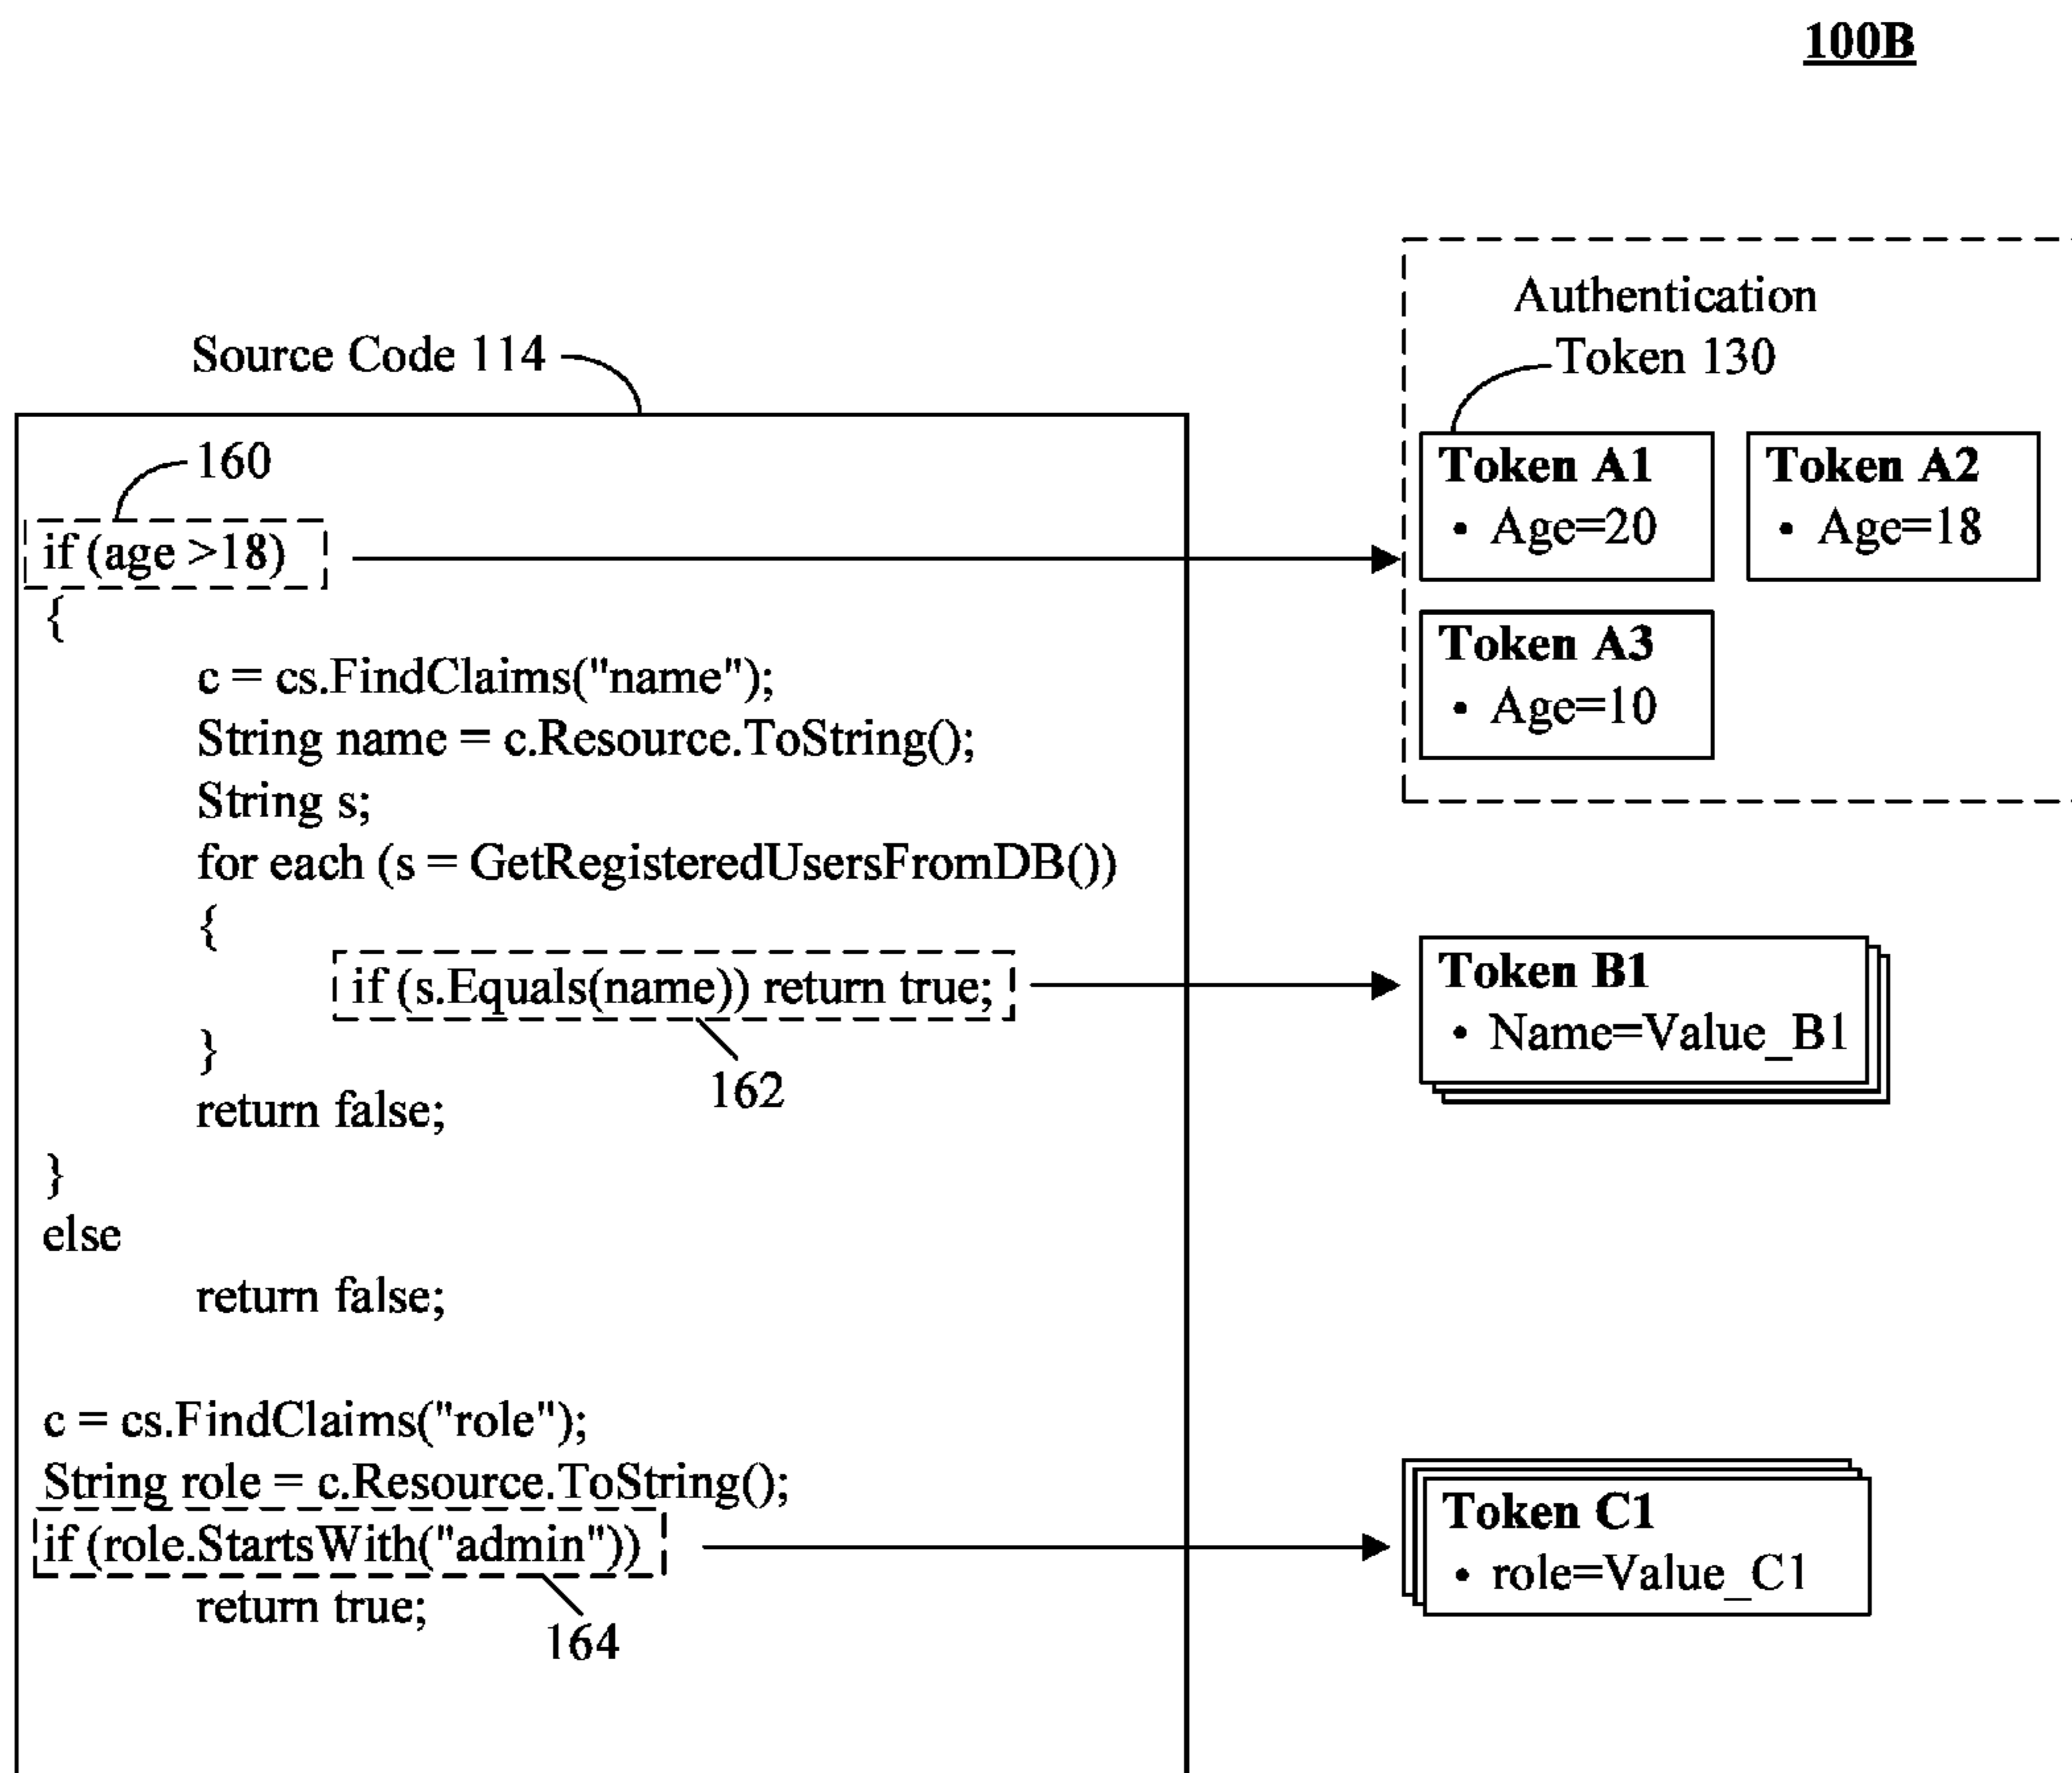 100B
Source Code 114
160
if (age >18)
{
c = cs.FindClaims("name");
String name = c.Resource.ToString();
String s;
for each (s = GetRegisteredUsersFromDB())
{
if (s.Equals(name)) return true;
}
162
return false;
}
else
return false;
c = cs.FindClaims("role");
String role = c.Resource.ToString();
if (role.StartsWith("admin"))
return true;
164
Authentication
Token 130
Token A1
• Age=20
Token A2
• Age=18
Token A3
• Age=10
Token B1
• Name=Value_B1
Token C1
• role=Value_C1